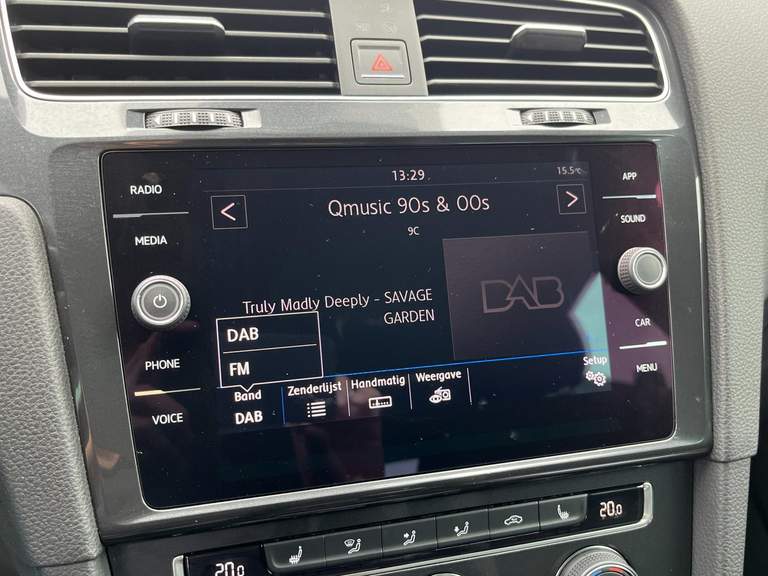 13:29
15.5°C
RADIO
APP
Qmusic 90s & 00s
9C
MEDIA
SOUND
Truly Madly Deeply - SAVAGE
GARDEN
DAB
DAB
FM
CAR
PHONE
MENU
Band
Zenderlijst
Handmatig
Weergave
Setup
DAB
VOICE
20.0
20.0